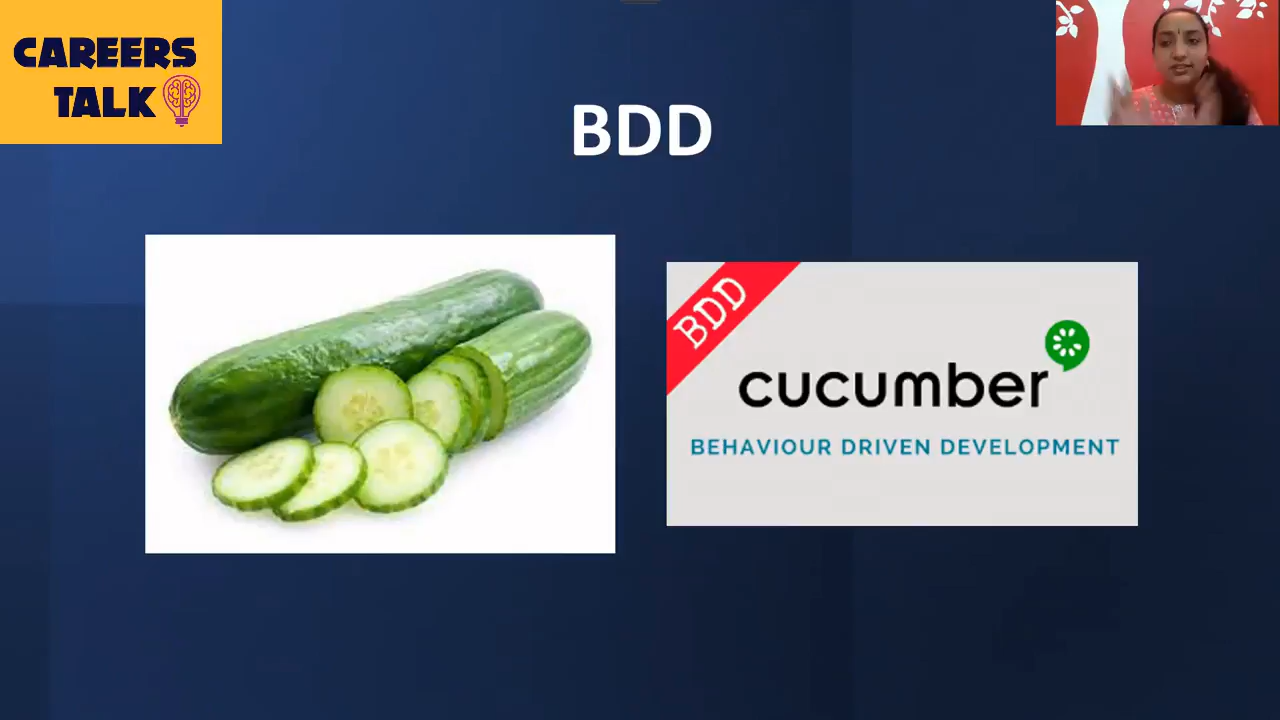 CAREERS
TALK
BDD
BDD
cucumber
BEHAVIOUR DRIVEN DEVELOPMENT